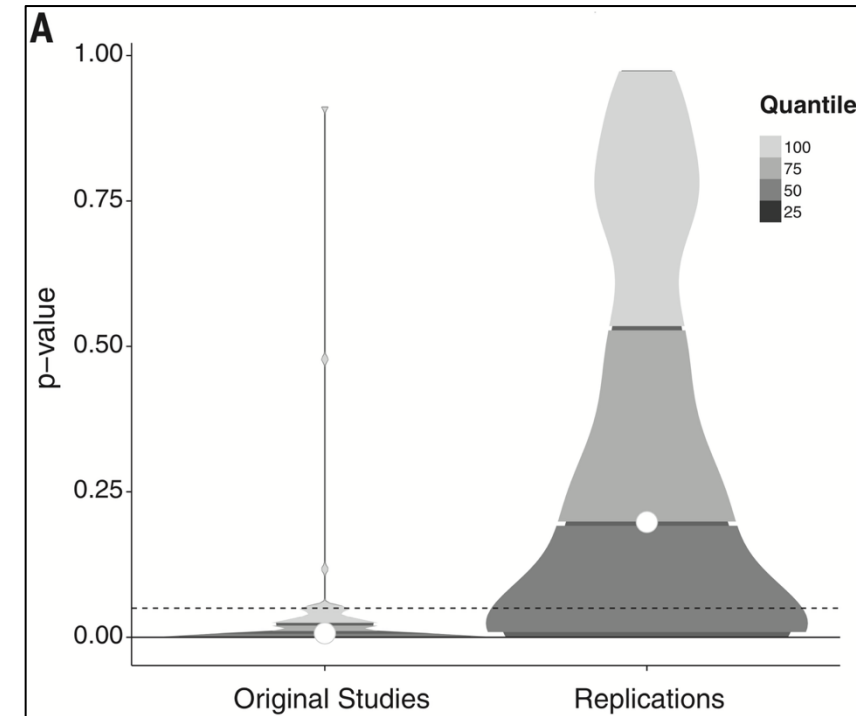 A
1.00
0.75
0.50
0.25
0.00
p−value
Original Studies
Replications
Quantile
100
75
50
25